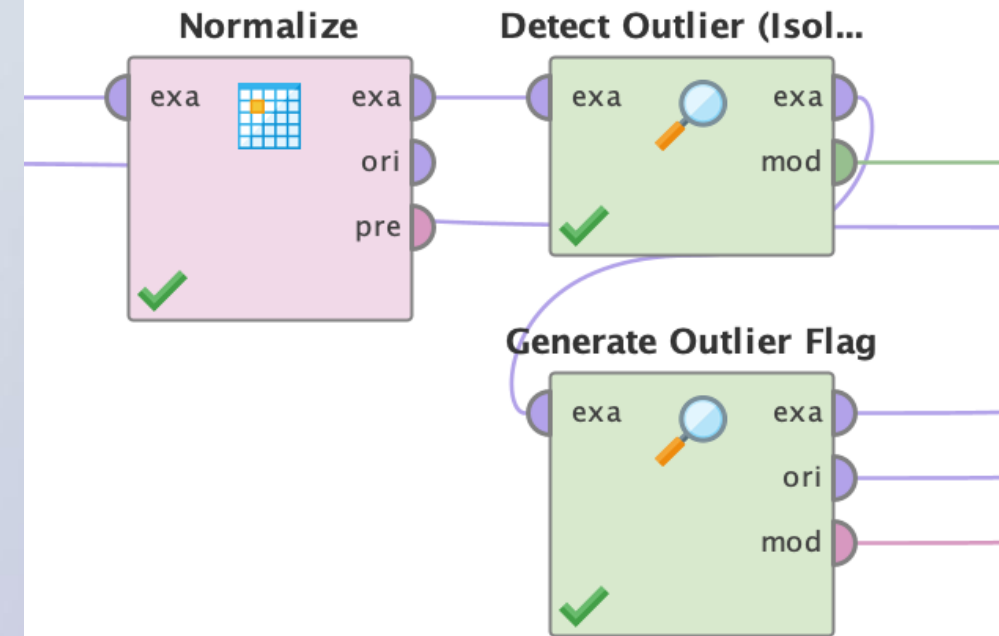 Normalize
exa
exa
ori
pre
Detect Outlier (Isol...
exa
exa
mod
Generate Outlier Flag
exa
exa
ori
mod